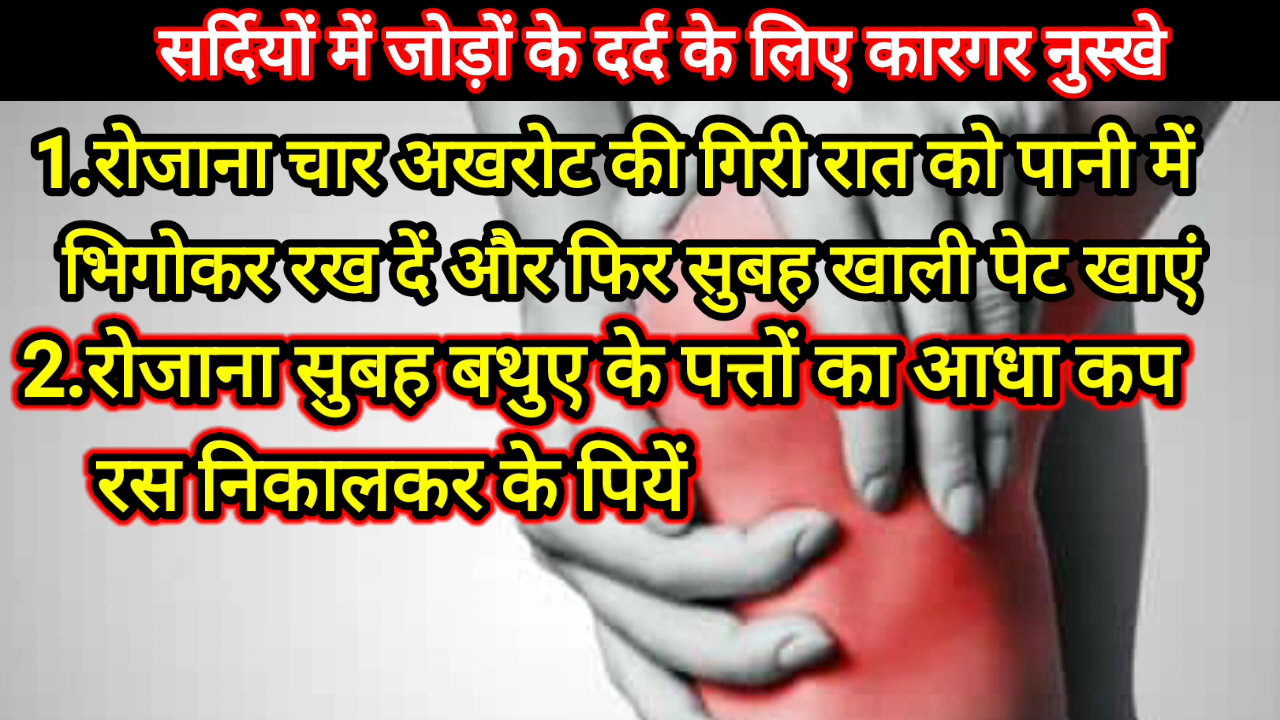 सर्दियों में जोड़ों के दर्द के लिए कारगर नुस्खे
1.रोजाना चार अखरोट की गिरी रात को पानी में
भिगोकर रख दें और फिर सुबह खाली पेट खाएं
2.रोजाना सुबह बथुए के पत्तों का आधा कप
रस निकालकर के पियें